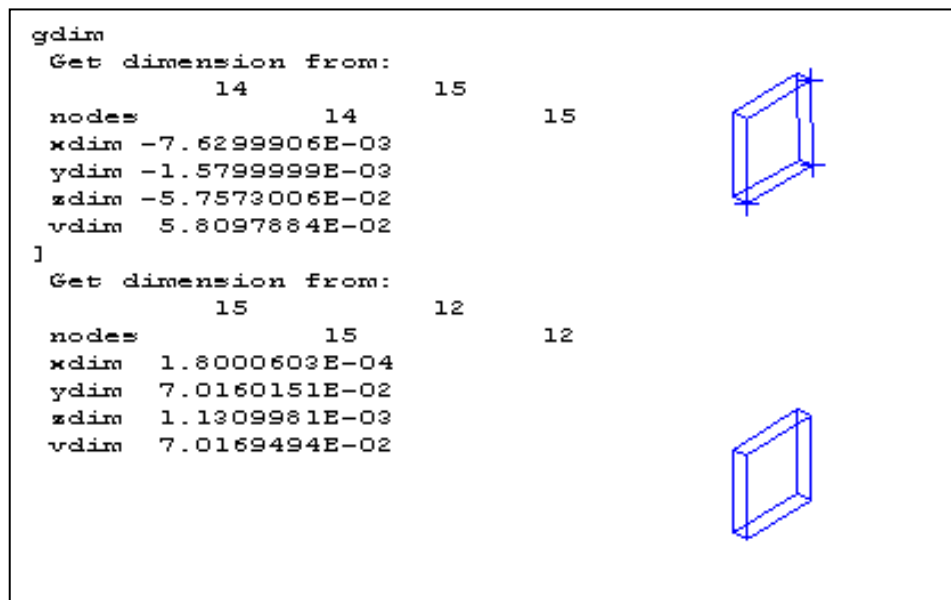 gdim
Get dimension from:
14 15
nodes 14 15
xdim -7.6299906E-03
ydim -1.5799999E-03
zdim -5.7573006E-02
vdim 5.8097884E-02
]
Get dimension from:
15 12
nodes 15 12
xdim 1.8000603E-04
ydim 7.0160151E-02
zdim 1.1309981E-03
vdim 7.0169494E-02